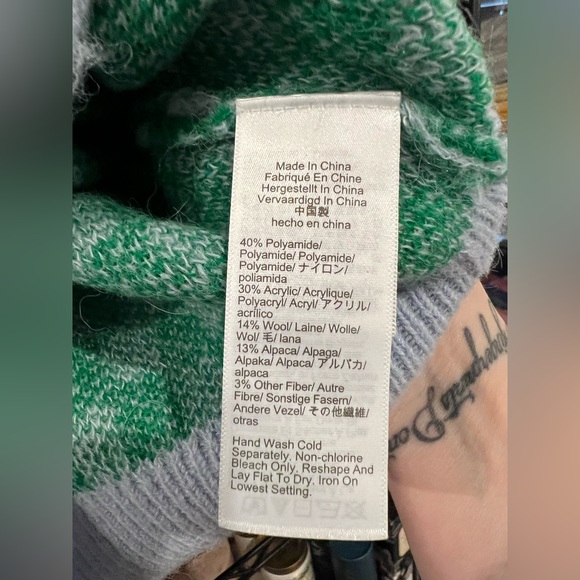 Made In China
Fabriqué En Chine
Hergestellt In China
Vervaardigd In China
中国製
hecho en china
40% Polyamide/
Polyamide/ Polyamide/
Polyamide/ ナイロン/
poliamida
30% Acrylic/ Acrylique/
Polyacryl/ Acryl/ アクリル/
acrílico
14% Wool/ Laine/ Wolle/
Wol/ 毛/ lana
13% Alpaca/ Alpaga/
Alpaka/ Alpaca/ アルパカ/
alpaca
3% Other Fiber/ Autre
Fibre/ Sonstige Fasern/
Andere Vezel/ その他繊維/
otras
Hand Wash Cold
Separately. Non-chlorine
Bleach Only. Reshape And
Lay Flat To Dry. Iron On
Lowest Setting.